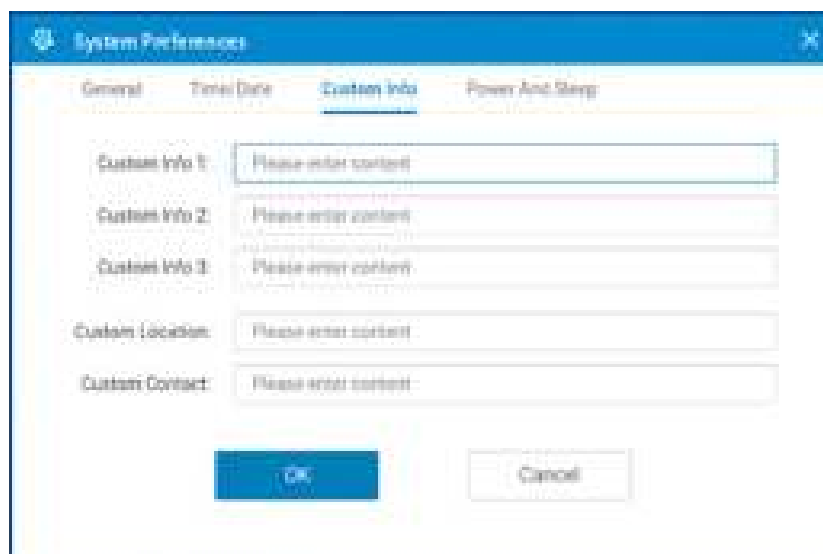 System Preferences
General Time/Date Custom Info Power And Sleep
Custom Info 1: Please enter content
Custom Info 2: Please enter content
Custom Info 3: Please enter content
Custom Location: Please enter content
Custom Contact: Please enter content
OK Cancel